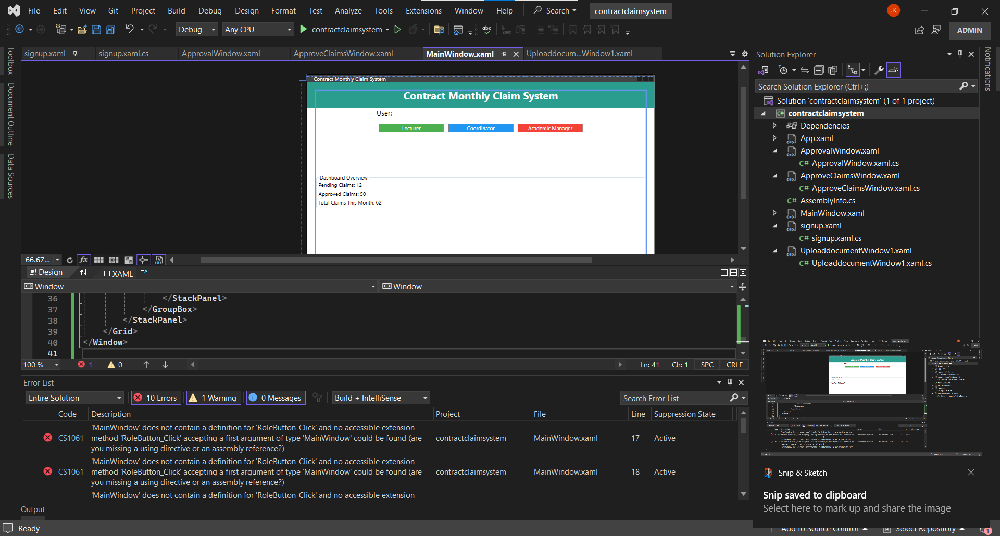 File Edit View Git Project Build Debug Design Format Test Analyze Tools Extensions Window Help Search contractclaimsystem JK
Debug Any CPU contractclaimsystem ADMIN
signup.xaml signup.xaml.cs ApprovalWindow.xaml ApproveClaimsWindow.xaml MainWindow.xaml Uploaddocum...Window1.xaml
Toolbox
Document Outline
Data Sources
Contract Monthly Claim System
Contract Monthly Claim System
User:
Lecturer Coordinator Academic Manager
Dashboard Overview
Pending Claims: 12
Approved Claims: 50
Total Claims This Month: 62
66.67...
Design XAML
Window Window
36 </StackPanel>
37 </GroupBox>
38 </StackPanel>
39 </Grid>
40 </Window>
41
100 % 1 0 Ln: 41 Ch: 1 SPC CRLF
Error List
Entire Solution 10 Errors 1 Warning 0 Messages Build + IntelliSense Search Error List
Code Description Project File Line Suppression State
CS1061 'MainWindow' does not contain a definition for 'RoleButton_Click' and no accessible extension
method 'RoleButton_Click' accepting a first argument of type 'MainWindow' could be found (are
you missing a using directive or an assembly reference?) contractclaimsystem MainWindow.xaml 17 Active
CS1061 'MainWindow' does not contain a definition for 'RoleButton_Click' and no accessible extension
method 'RoleButton_Click' accepting a first argument of type 'MainWindow' could be found (are
you missing a using directive or an assembly reference?) contractclaimsystem MainWindow.xaml 18 Active
'MainWindow' does not contain a definition for 'RoleButton_Click' and no accessible extension
Output
Ready
Solution Explorer
Search Solution Explorer (Ctrl+;)
Solution 'contractclaimsystem' (1 of 1 project)
contractclaimsystem
Dependencies
App.xaml
ApprovalWindow.xaml
C# ApprovalWindow.xaml.cs
ApproveClaimsWindow.xaml
C# ApproveClaimsWindow.xaml.cs
C# AssemblyInfo.cs
MainWindow.xaml
signup.xaml
C# signup.xaml.cs
UploaddocumentWindow1.xaml
C# UploaddocumentWindow1.xaml.cs
Notifications
Snip & Sketch
Snip saved to clipboard
Select here to mark up and share the image
Add to Source Control Select Repository 1